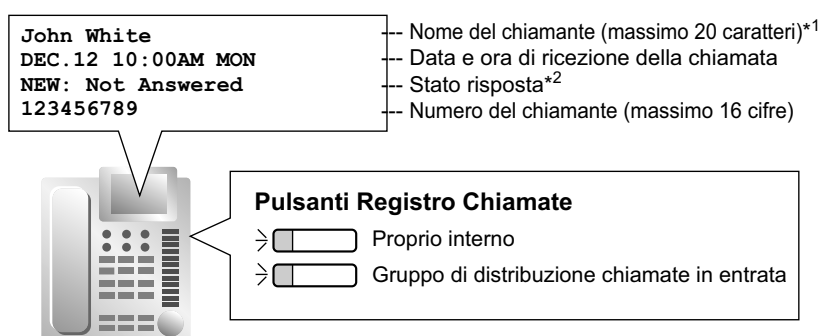 John White --- Nome del chiamante (massimo 20 caratteri)*1
DEC.12 10:00AM MON --- Data e ora di ricezione della chiamata
NEW: Not Answered --- Stato risposta*2
123456789 --- Numero del chiamante (massimo 16 cifre)
Pulsanti Registro Chiamate
Proprio interno
Gruppo di distribuzione chiamate in entrata